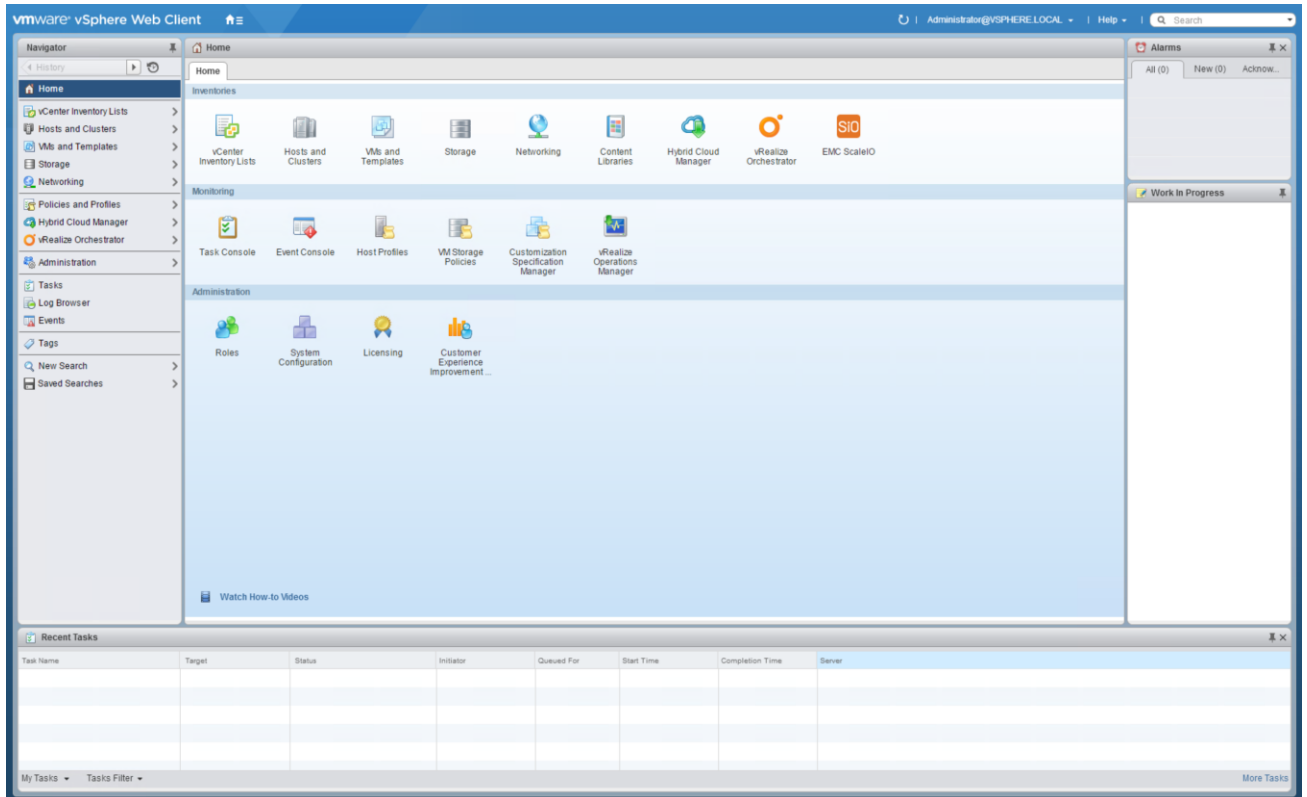 vmware® vSphere Web Client
Administrator@VSPHERE.LOCAL
Help
Search
Navigator
History
Home
vCenter Inventory Lists
Hosts and Clusters
VMs and Templates
Storage
Networking
Policies and Profiles
Hybrid Cloud Manager
vRealize Orchestrator
Administration
Tasks
Log Browser
Events
Tags
New Search
Saved Searches
Home
Home
Inventories
vCenter Inventory Lists
Hosts and Clusters
VMs and Templates
Storage
Networking
Content Libraries
Hybrid Cloud Manager
vRealize Orchestrator
SIO
EMC ScaleIO
Monitoring
Task Console
Event Console
Host Profiles
VM Storage Policies
Customization Specification Manager
vRealize Operations Manager
Administration
Roles
System Configuration
Licensing
Customer Experience Improvement ...
Watch How-to Videos
Alarms
All (0) New (0) Acknow...
Work In Progress
Recent Tasks
Task Name Target Status Initiator Queued For Start Time Completion Time Server
My Tasks Tasks Filter More Tasks